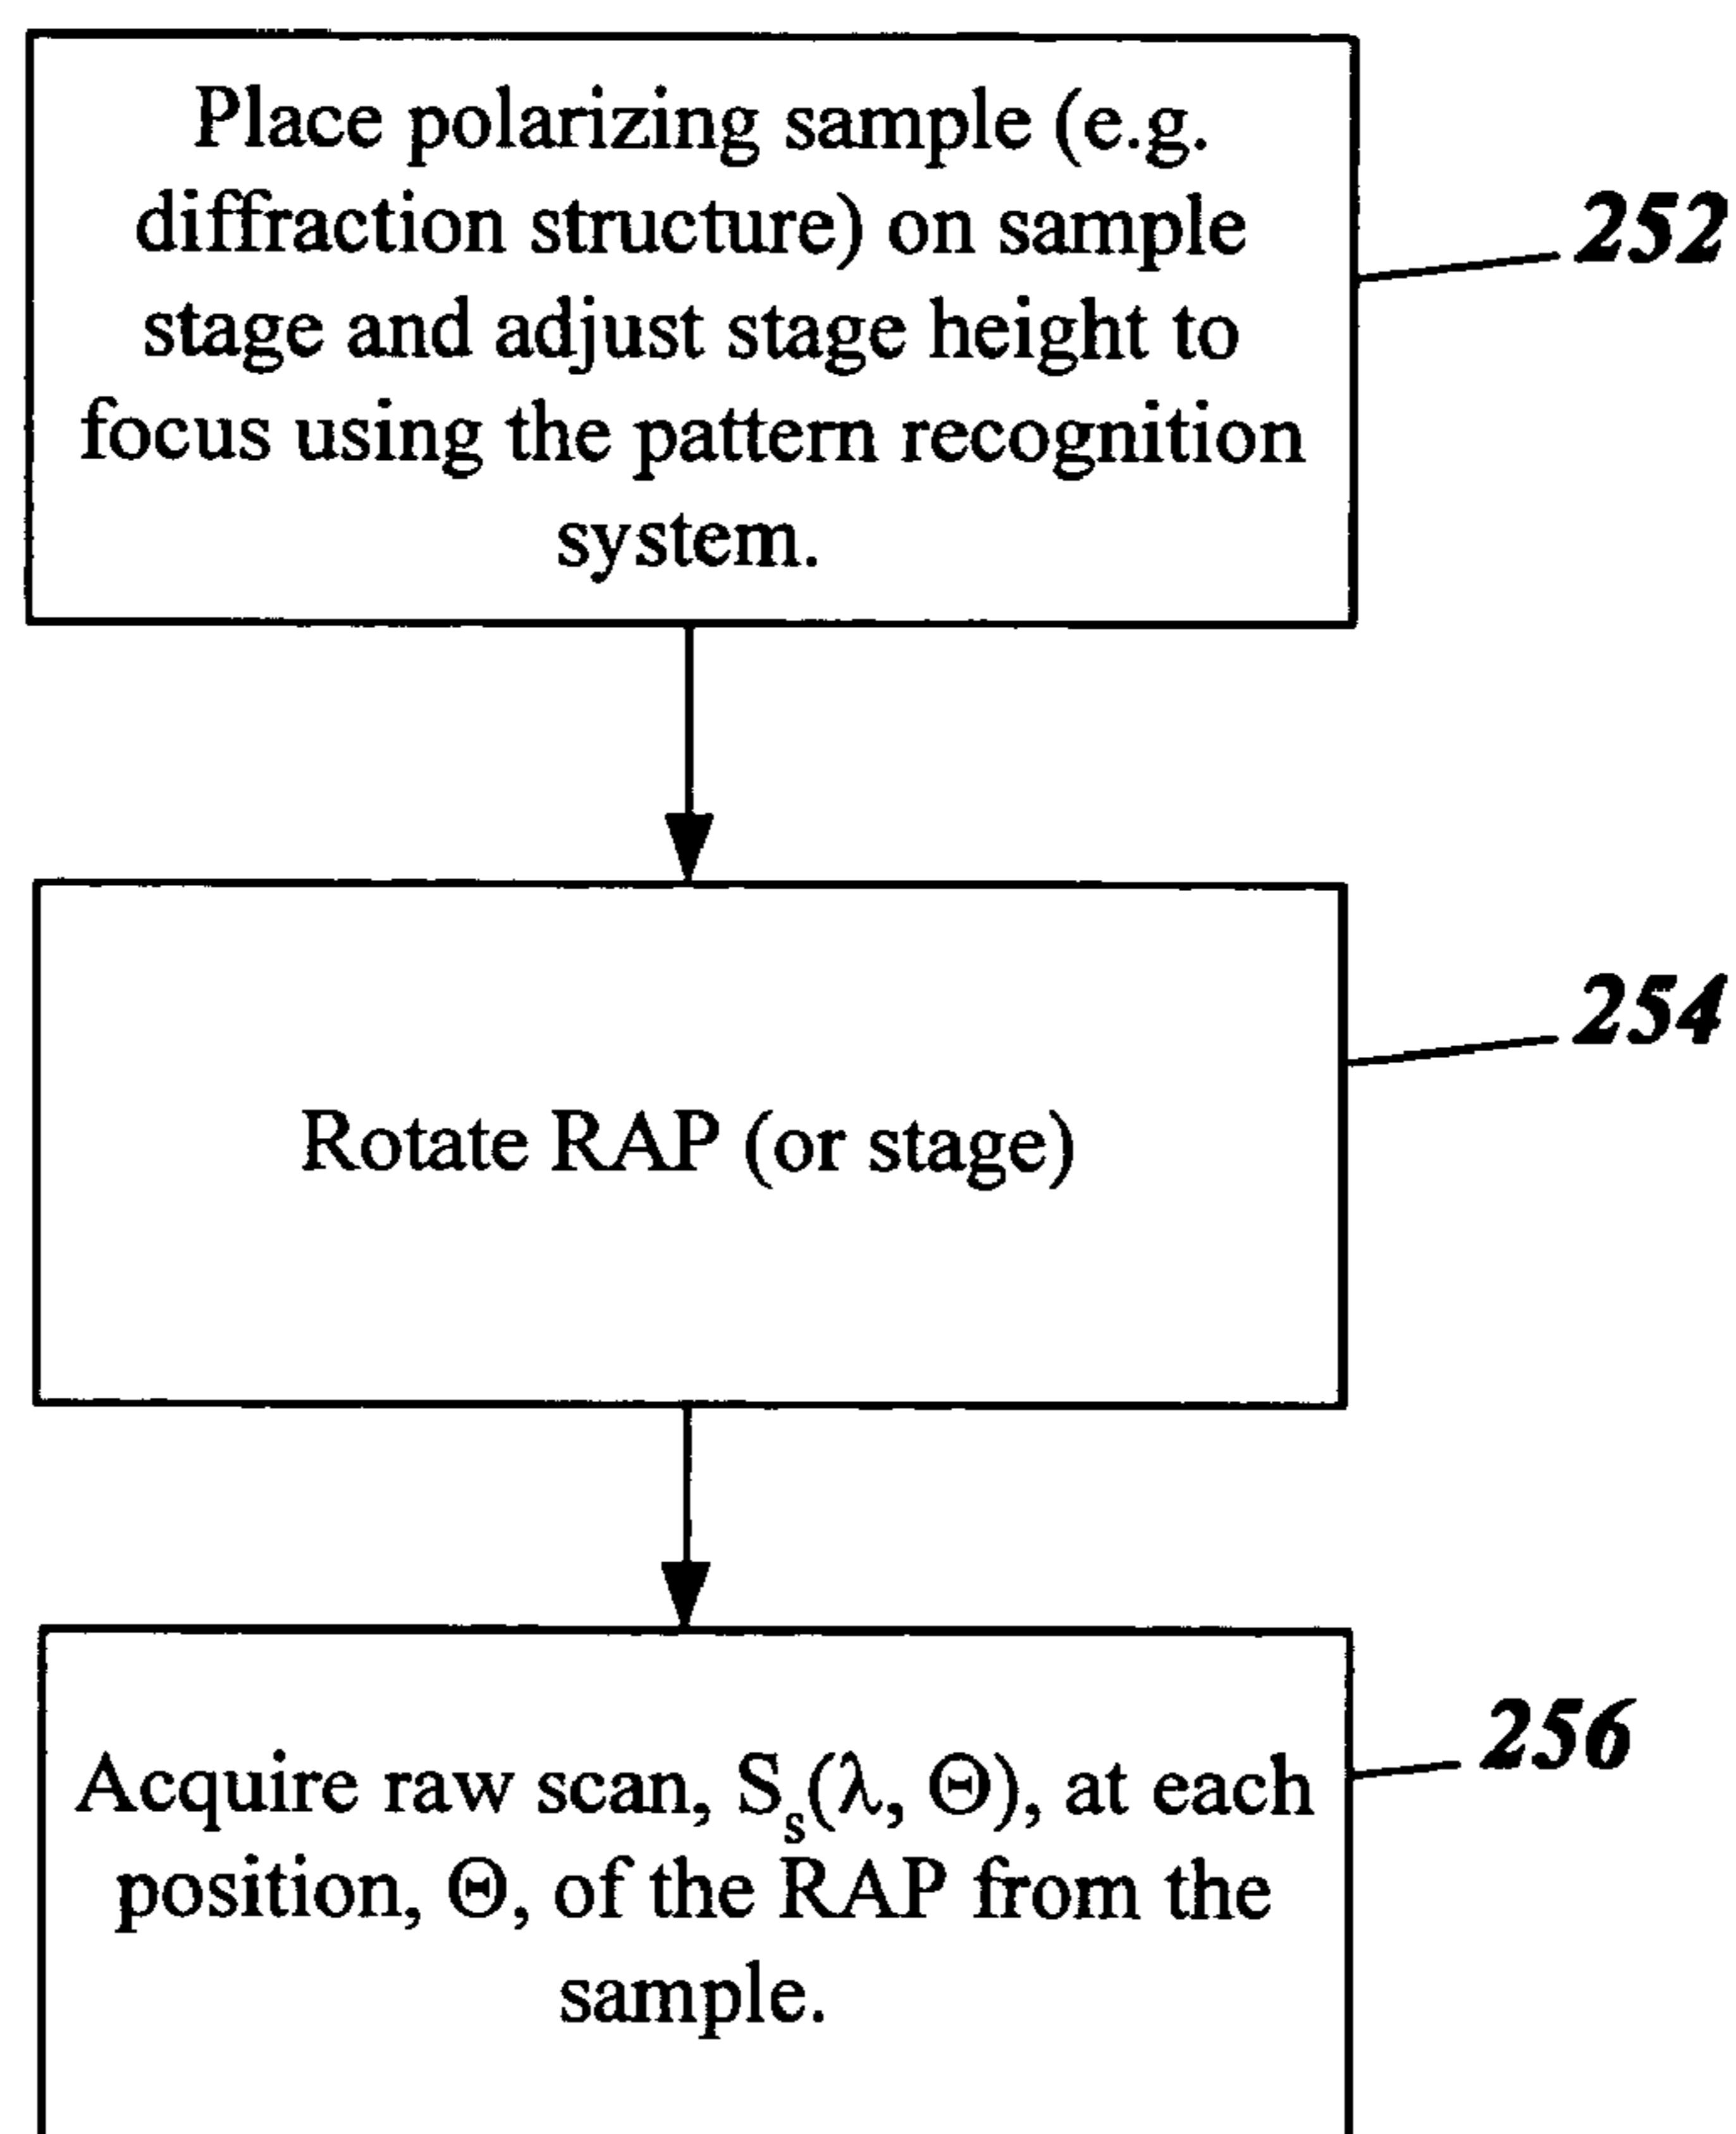 Place polarizing sample (e.g.
diffraction structure) on sample
stage and adjust stage height to
focus using the pattern recognition
system.
252
Rotate RAP (or stage)
254
Acquire raw scan, Sₛ(λ, Θ), at each
position, Θ, of the RAP from the
sample.
256